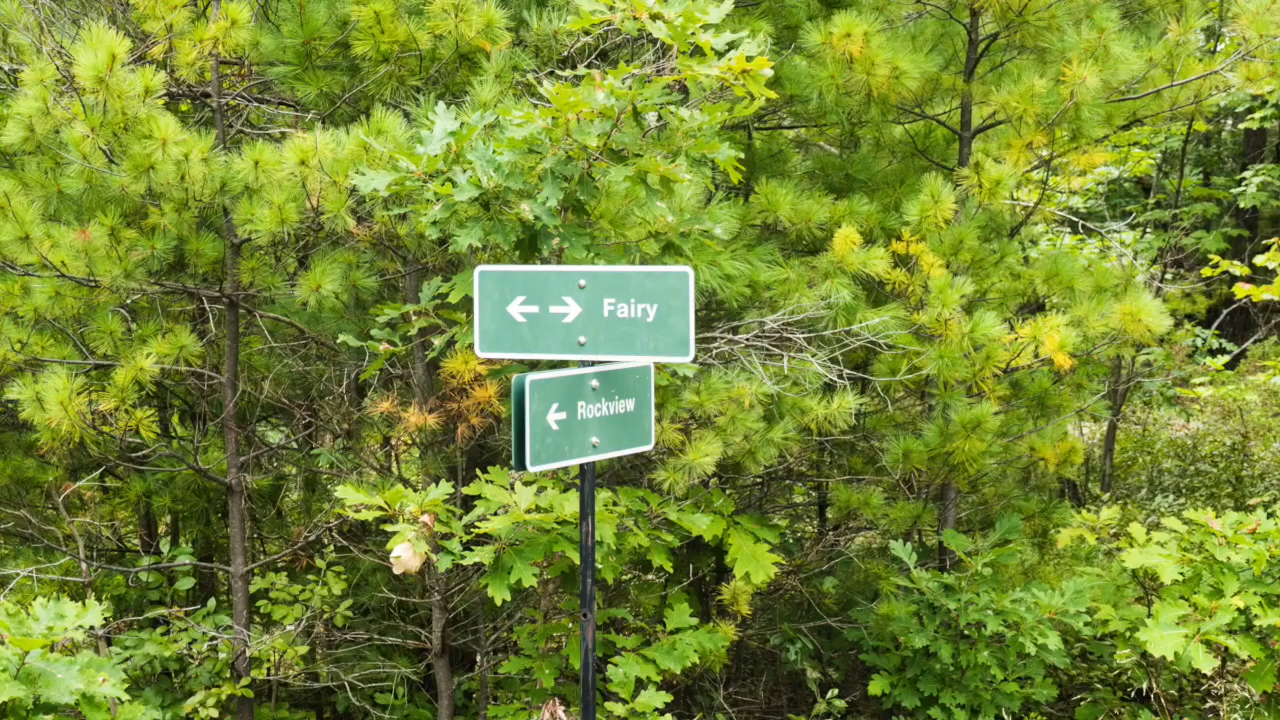 ← → Fairy
← Rockview